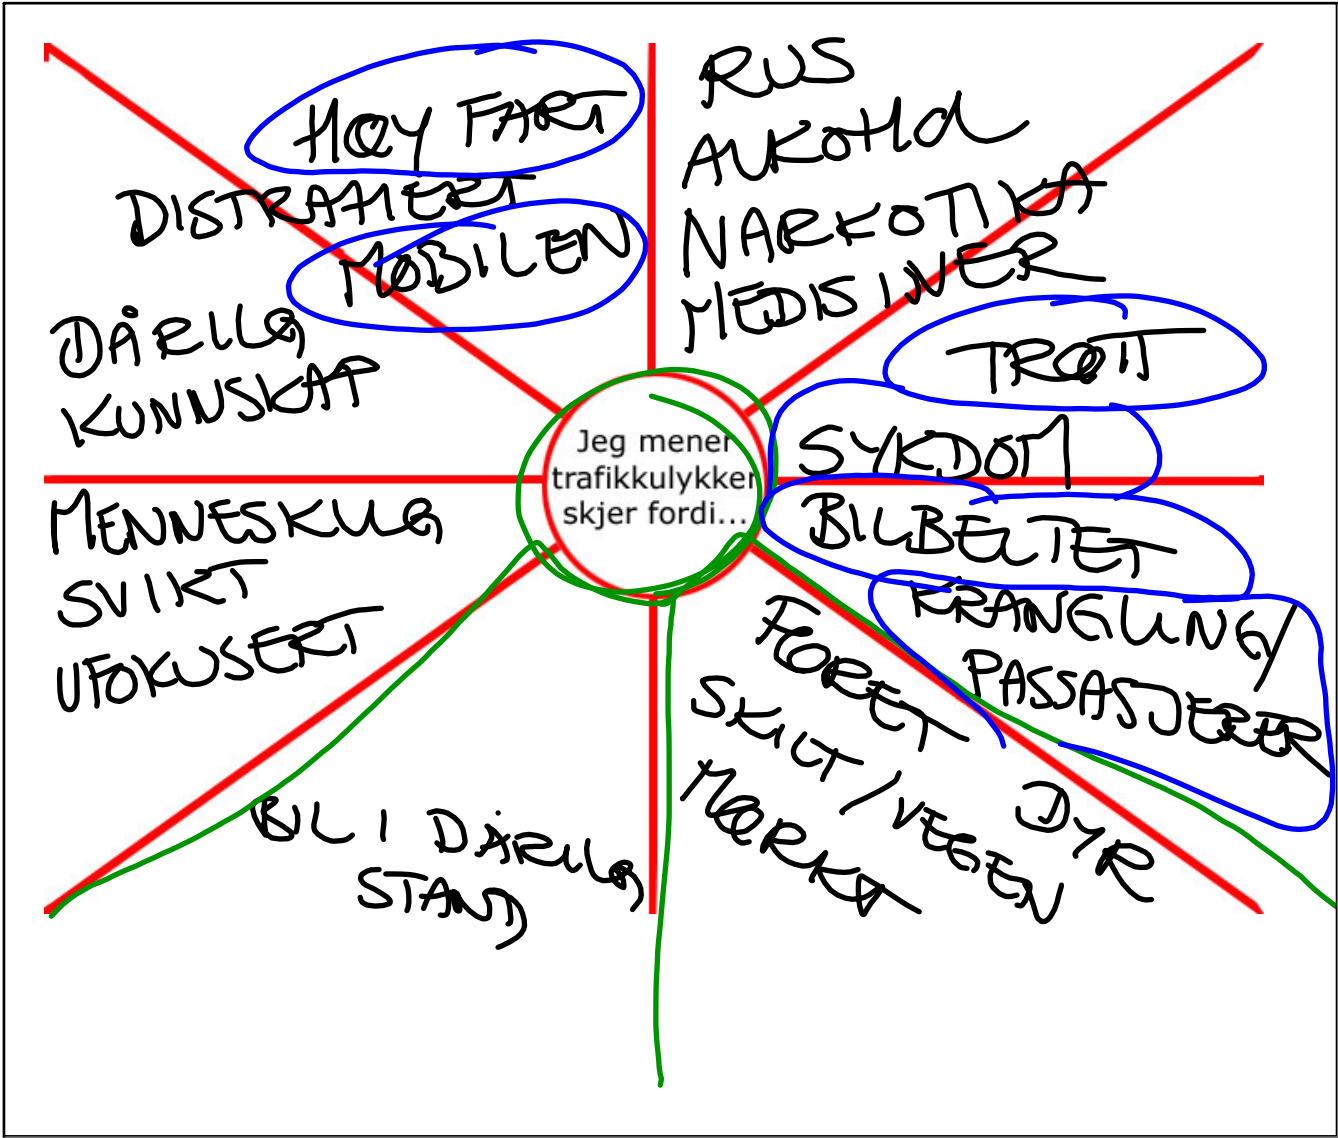 HØY FART
DISTRAHERT
MOBILEN
DÅRLIG
KUNNSKAP
RUS
ALKOHOL
NARKOTIKA
MEDISINER
TRØTT
SYKDOM
BILBELTET
KRANGLING/
PASSASJERER
Jeg mener
trafikkulykker
skjer fordi...
MENNESKLIG
SVIKT
UFOKUSERT
BIL I DÅRLIG
STAND
FØRET
SKILT / VEGEN
MØRKT
DYR